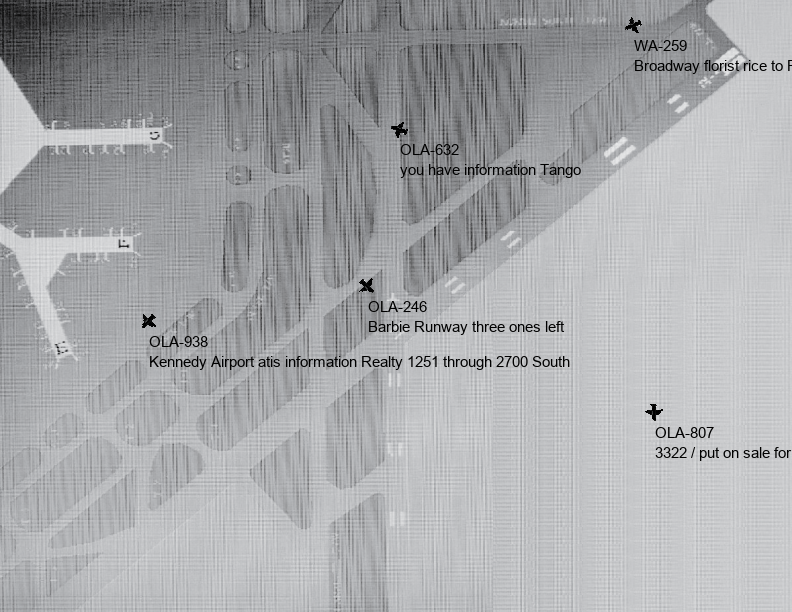 WA-259
Broadway florist rice to
OLA-632
you have information Tango
OLA-246
Barbie Runway three ones left
OLA-938
Kennedy Airport atis information Realty 1251 through 2700 South
OLA-807
3322 / put on sale for